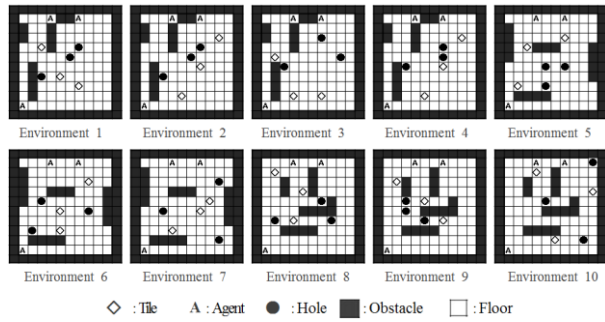 A A
A
A A
A
A A
A
A A
A
A A
A
Environment 1 Environment 2 Environment 3 Environment 4 Environment 5
A A
A
A A
A
A A
A
A A
A
A A
A
Environment 6 Environment 7 Environment 8 Environment 9 Environment 10
: Tile A : Agent : Hole : Obstacle : Floor